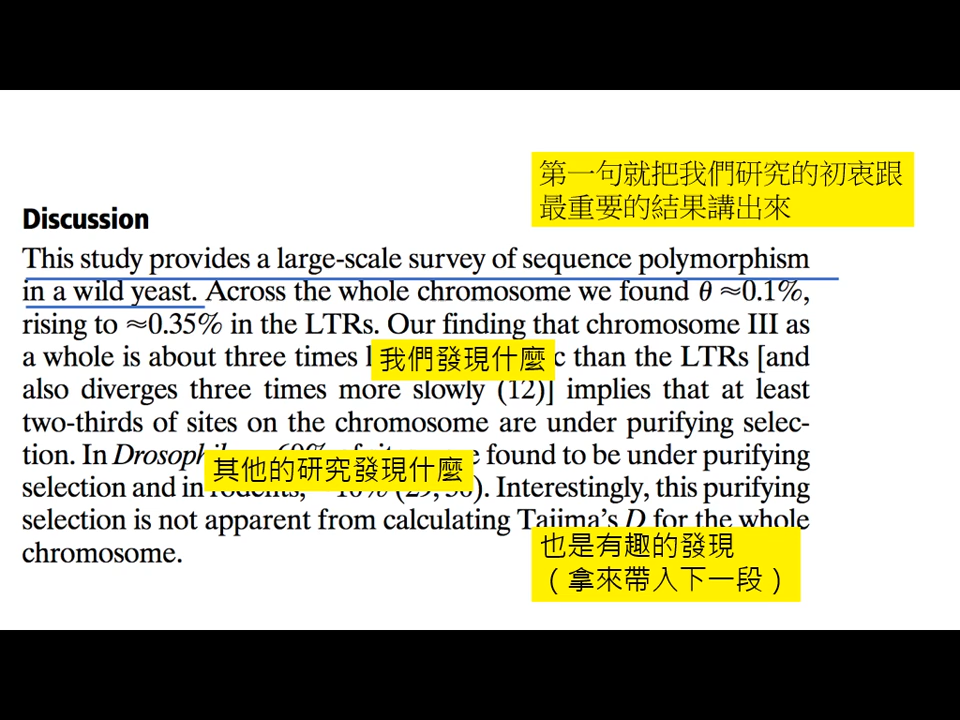 第一句就把我們研究的初衷跟
最重要的結果講出來
Discussion
This study provides a large-scale survey of sequence polymorphism
in a wild yeast. Across the whole chromosome we found θ ≈0.1%,
rising to ≈0.35% in the LTRs. Our finding that chromosome III as
a whole is about three times
我們發現什麼
than the LTRs [and
also diverges three times more slowly (12)] implies that at least
two-thirds of sites on the chromosome are under purifying selec-
tion. In
其他的研究發現什麼
found to be under purifying
selection and in
Interestingly, this purifying
selection is not apparent from calculating Tajima's D for the whole
chromosome.
也是有趣的發現
（拿來帶入下一段）